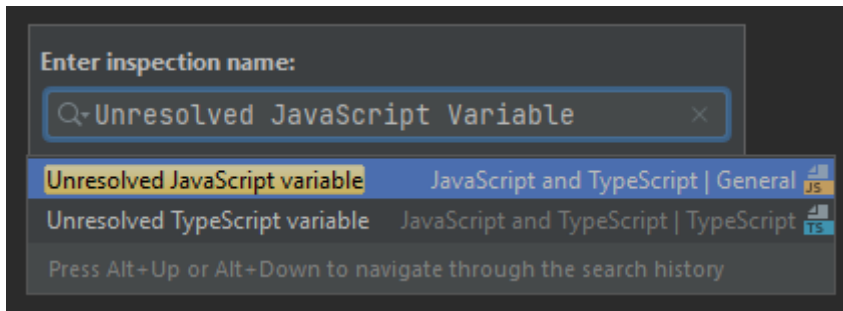 Enter inspection name:
Unresolved JavaScript Variable
Unresolved JavaScript variable JavaScript and TypeScript | General JS
Unresolved TypeScript variable JavaScript and TypeScript | TypeScript TS
Press Alt+Up or Alt+Down to navigate through the search history